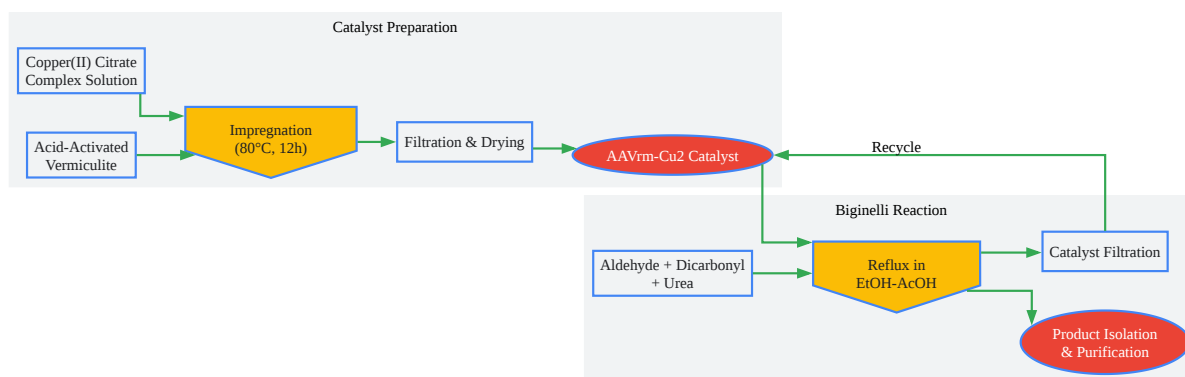 Catalyst Preparation
Copper(II) Citrate
Complex Solution
Acid-Activated
Vermiculite
Impregnation
(80°C, 12h)
Filtration & Drying
AAVrm-Cu2 Catalyst
Recycle
Biginelli Reaction
Aldehyde + Dicarbonyl
+ Urea
Reflux in
EtOH-AcOH
Catalyst Filtration
Product Isolation
& Purification